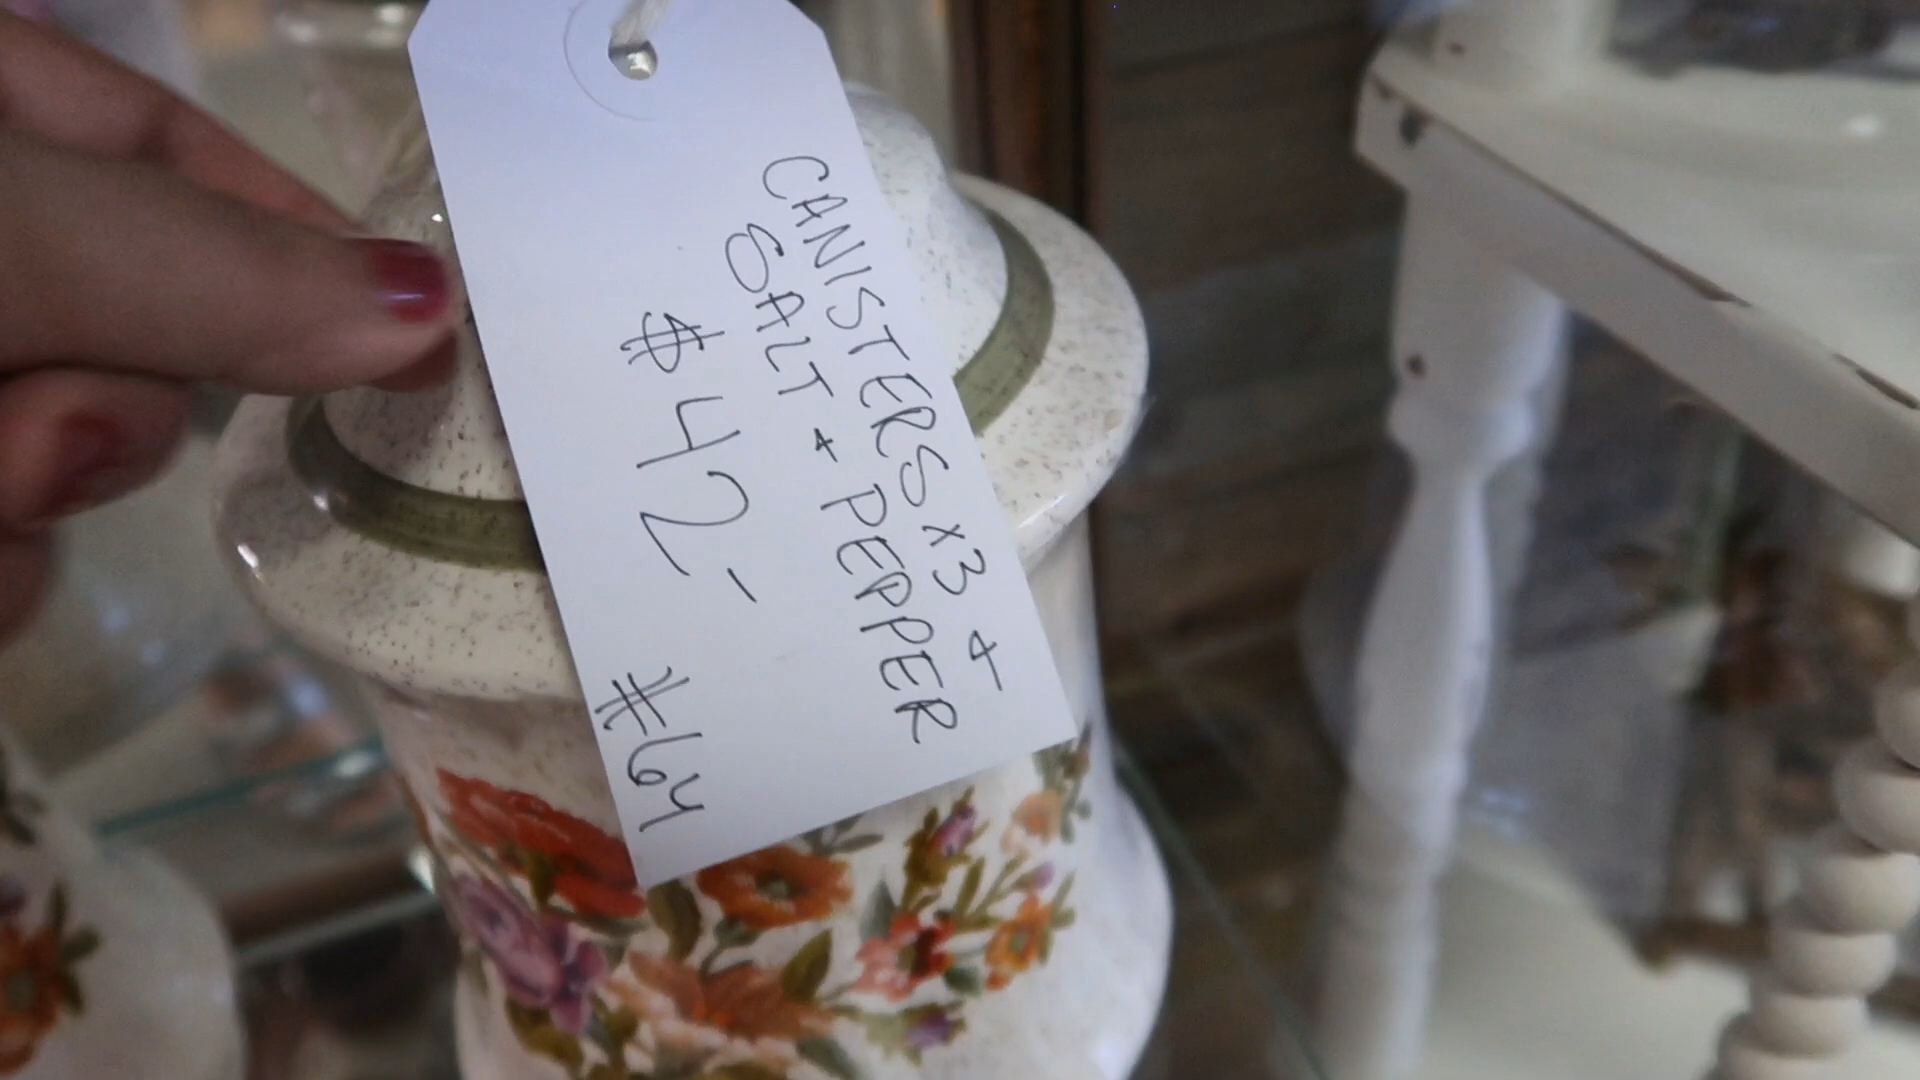 CANISTERS x3 +
SALT + PEPPER
$42-
#64